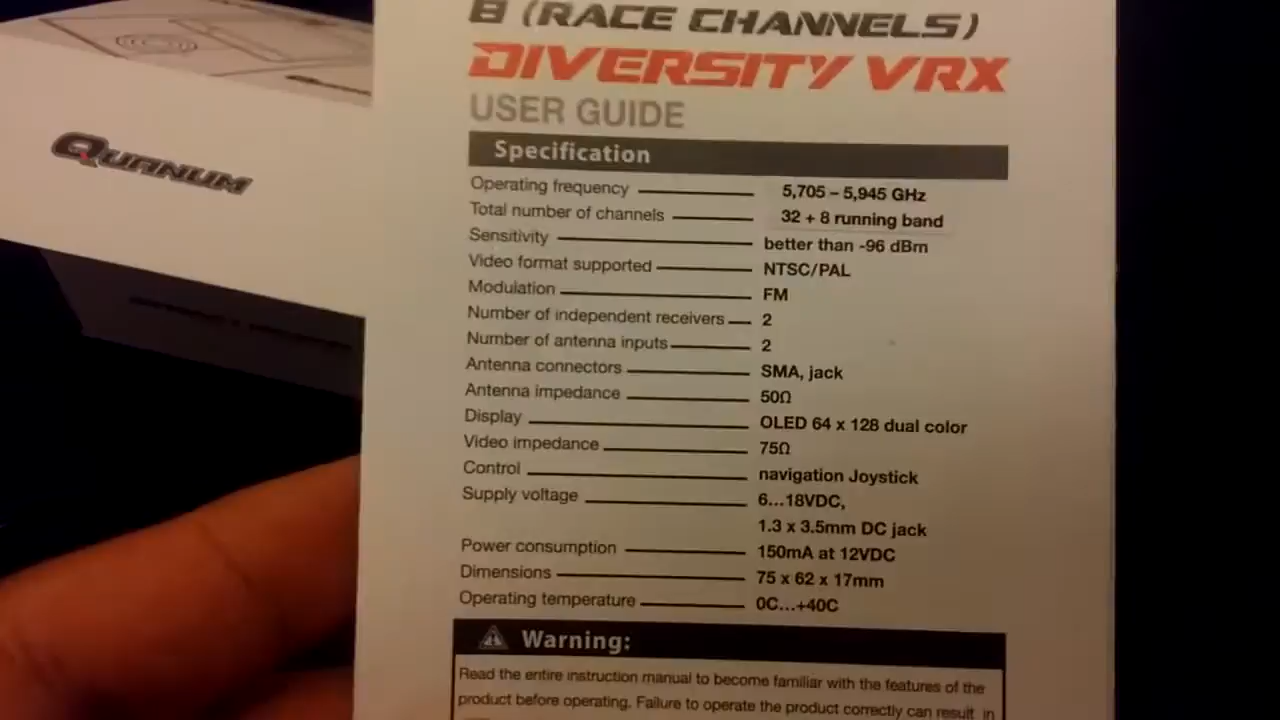 8 (RACE CHANNELS)
DIVERSITY VRX
USER GUIDE
QUANUM
Specification
Operating frequency 5,705 – 5,945 GHz
Total number of channels 32 + 8 running band
Sensitivity better than -96 dBm
Video format supported NTSC/PAL
Modulation FM
Number of independent receivers 2
Number of antenna inputs 2
Antenna connectors SMA, jack
Antenna impedance 50Ω
Display OLED 64 x 128 dual color
Video impedance 75Ω
Control navigation Joystick
Supply voltage 6...18VDC,
1.3 x 3.5mm DC jack
Power consumption 150mA at 12VDC
Dimensions 75 x 62 x 17mm
Operating temperature 0C...+40C
Warning:
Read the entire instruction manual to become familiar with the features of the
product before operating. Failure to operate the product correctly can result in